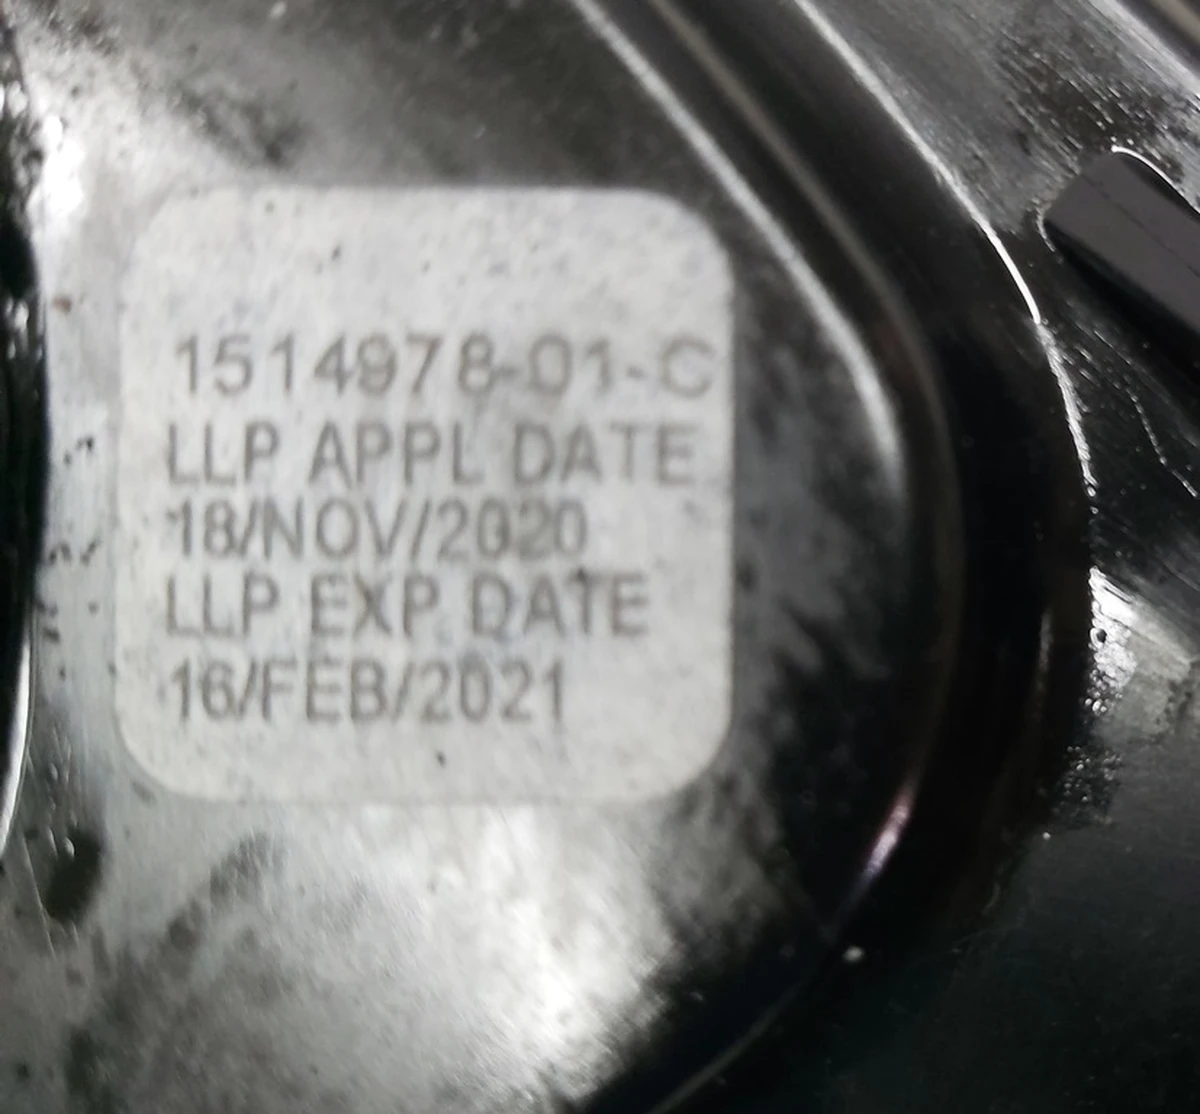 1514978-01-C
LLP APPL DATE
18/NOV/2020
LLP EXP DATE
16/FEB/2021